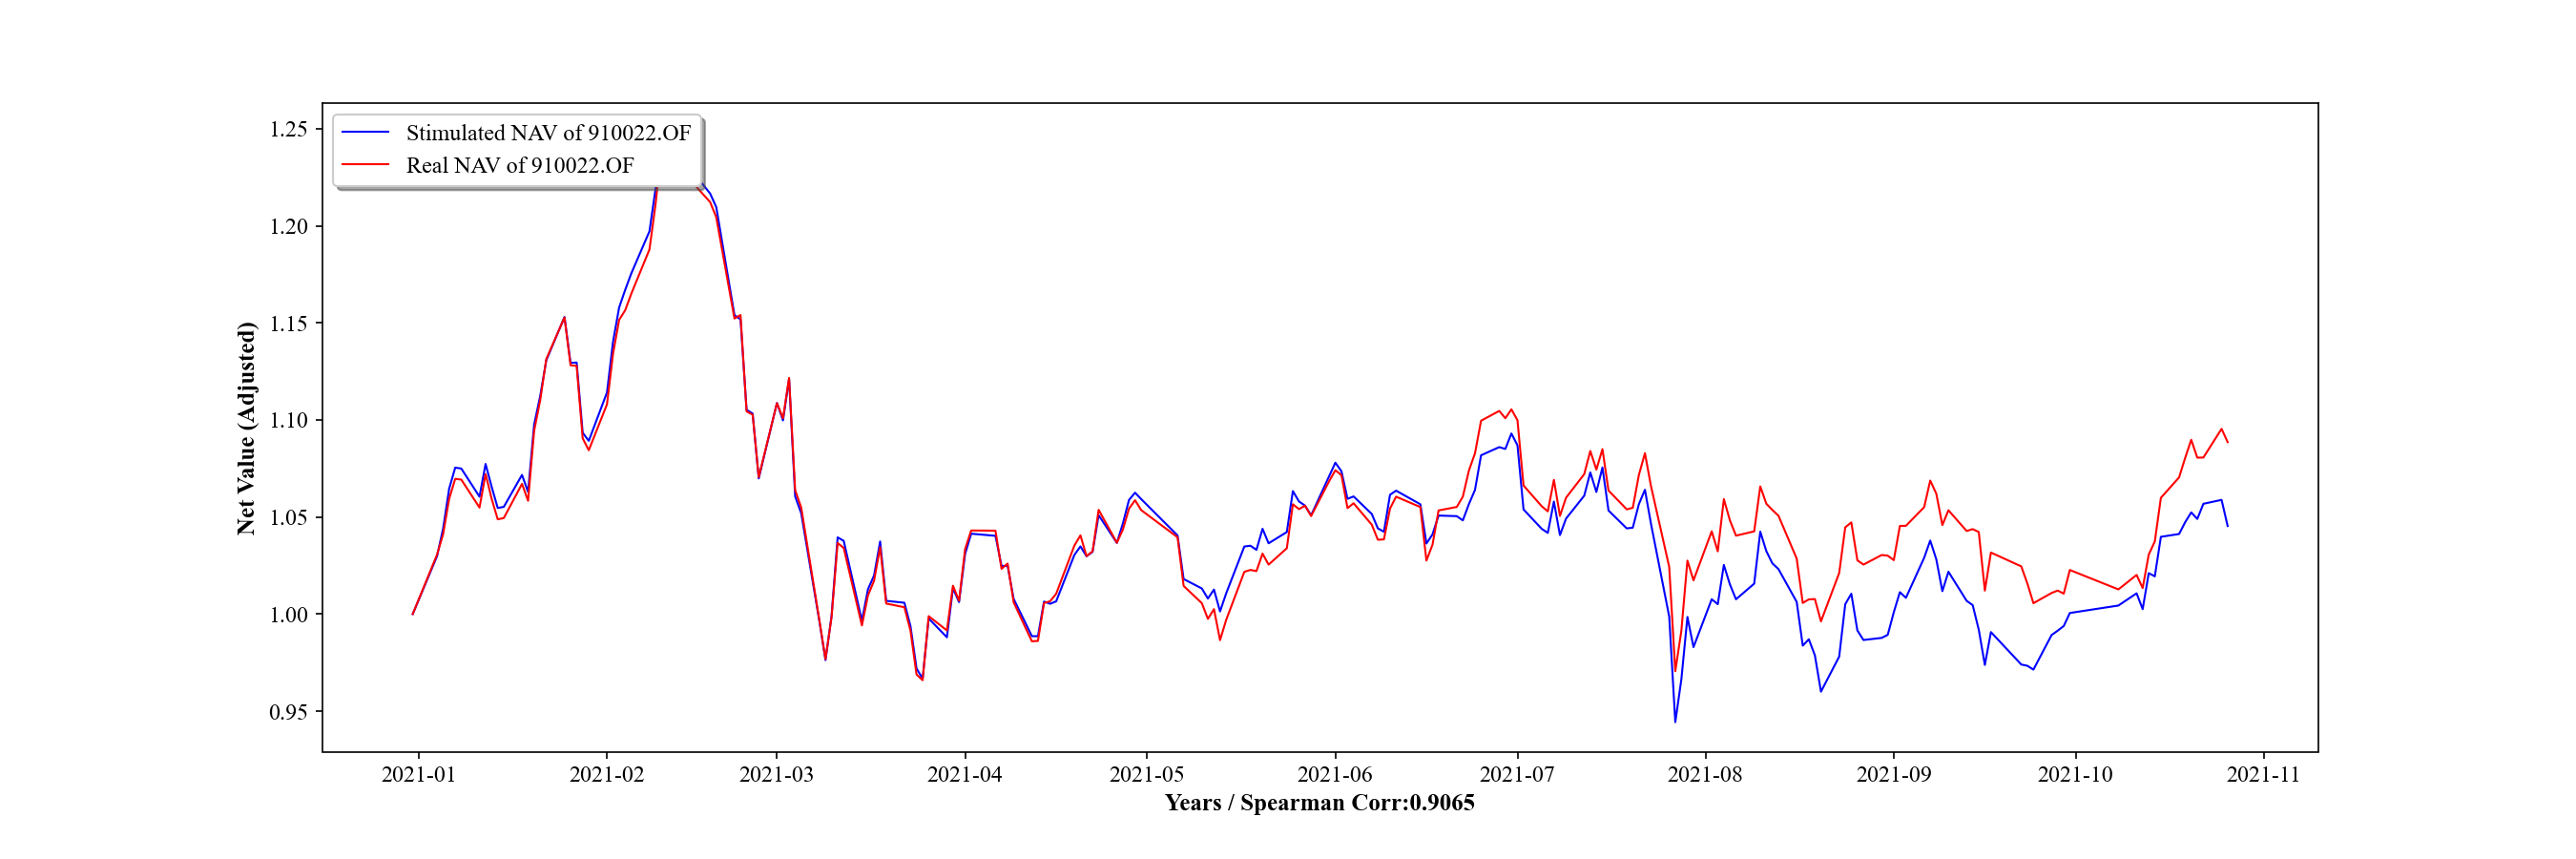 Stimulated NAV of 910022.OF
Real NAV of 910022.OF
1.25
1.20
1.15
1.10
1.05
1.00
0.95
Net Value (Adjusted)
2021-01 2021-02 2021-03 2021-04 2021-05 2021-06 2021-07 2021-08 2021-09 2021-10 2021-11
Years / Spearman Corr:0.9065